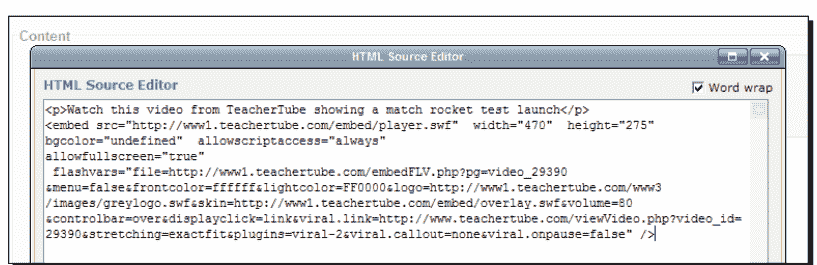 Content
HTML Source Editor
HTML Source Editor
Word wrap
<p>Watch this video from TeacherTube showing a match rocket test launch</p>
<embed src="http://www1.teachertube.com/embed/player.swf" width="470" height="275"
bgcolor="undefined" allowscriptaccess="always"
allowfullscreen="true"
flashvars="file=http://www1.teachertube.com/embedFLV.php?pg=video_29390
&menu=false&frontcolor=ffffff&lightcolor=FF0000&logo=http://www1.teachertube.com/www3
/images/greylogo.swf&skin=http://www1.teachertube.com/embed/overlay.swf&volume=80
&controlbar=over&displayclick=link&viral.link=http://www.teachertube.com/viewVideo.php?video_id=
29390&stretching=exactfit&plugins=viral-2&viral.callout=none&viral.onpause=false" />